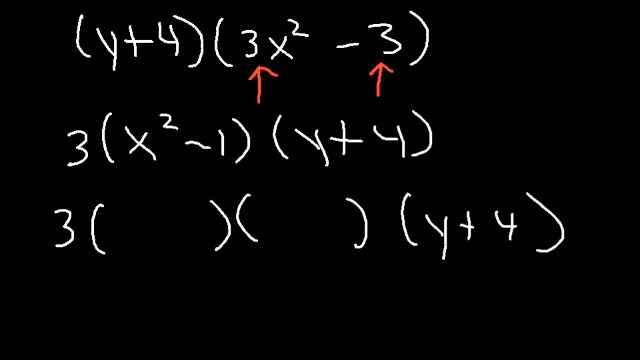 (y+4)(3x² - 3)
3(x² - 1)(y+4)
3(    )(    )(y+4)